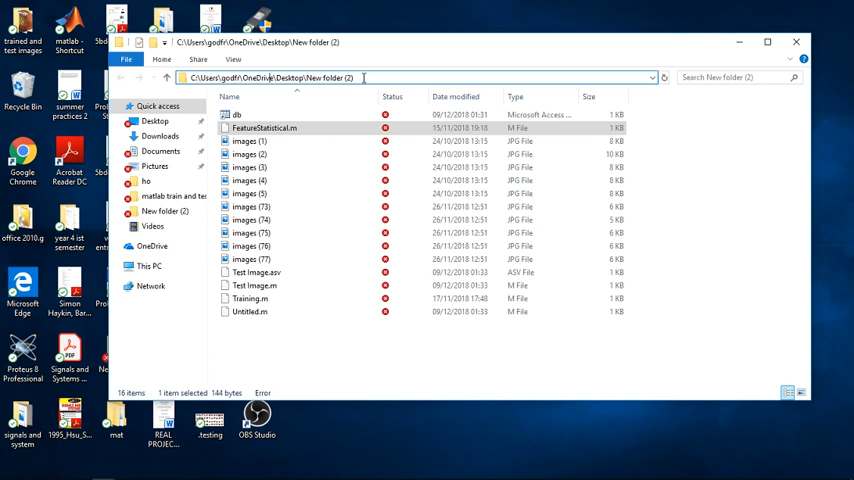 trained and
test images
matlab -
Shortcut
C:\Users\godfr\OneDrive\Desktop\New folder (2)
File
Home
Share
View
C:\Users\godfr\OneDrive\Desktop\New folder (2)
Search New folder (2)
Name
Status
Date modified
Type
Size
Quick access
Desktop
Downloads
Documents
Pictures
ho
matlab train and tes
New folder (2)
Videos
OneDrive
This PC
Network
db
09/12/2018 01:31
Microsoft Access ...
1 KB
FeatureStatistical.m
15/11/2018 19:18
M File
1 KB
images (1)
24/10/2018 13:15
JPG File
8 KB
images (2)
24/10/2018 13:15
JPG File
10 KB
images (3)
24/10/2018 13:15
JPG File
8 KB
images (4)
24/10/2018 13:15
JPG File
8 KB
images (5)
24/10/2018 13:15
JPG File
8 KB
images (73)
26/11/2018 12:51
JPG File
6 KB
images (74)
26/11/2018 12:51
JPG File
5 KB
images (75)
26/11/2018 12:51
JPG File
6 KB
images (76)
26/11/2018 12:51
JPG File
6 KB
images (77)
26/11/2018 12:51
JPG File
6 KB
Test Image.asv
09/12/2018 01:33
ASV File
1 KB
Test Image.m
09/12/2018 01:33
M File
1 KB
Training.m
17/11/2018 17:48
M File
1 KB
Untitled.m
09/12/2018 01:33
M File
1 KB
16 items
1 item selected
144 bytes
Error
Recycle Bin
summer
practices 2
Google
Chrome
Acrobat
Reader DC
office 2010.g
year 4 ist
semester
Microsoft
Edge
Simon
Haykin, Bar...
Proteus 8
Professional
Signals and
Systems ...
signals and
system
1995_Hsu_S...
mat
REAL
PROJEC...
.testing
OBS Studio